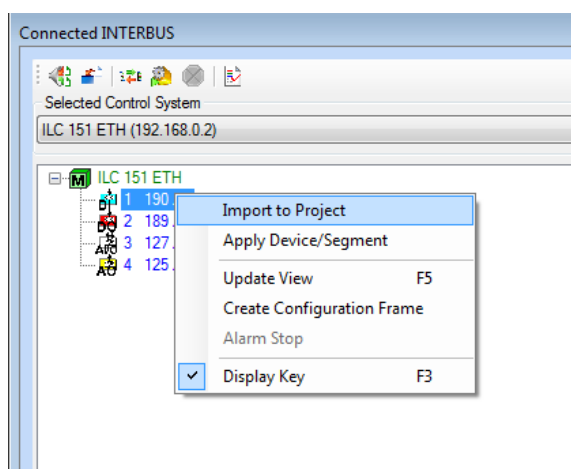 Connected INTERBUS
Selected Control System
ILC 151 ETH (192.168.0.2)
ILC 151 ETH
1 190.
2 189.
3 127.
4 125.
Import to Project
Apply Device/Segment
Update View F5
Create Configuration Frame
Alarm Stop
Display Key F3